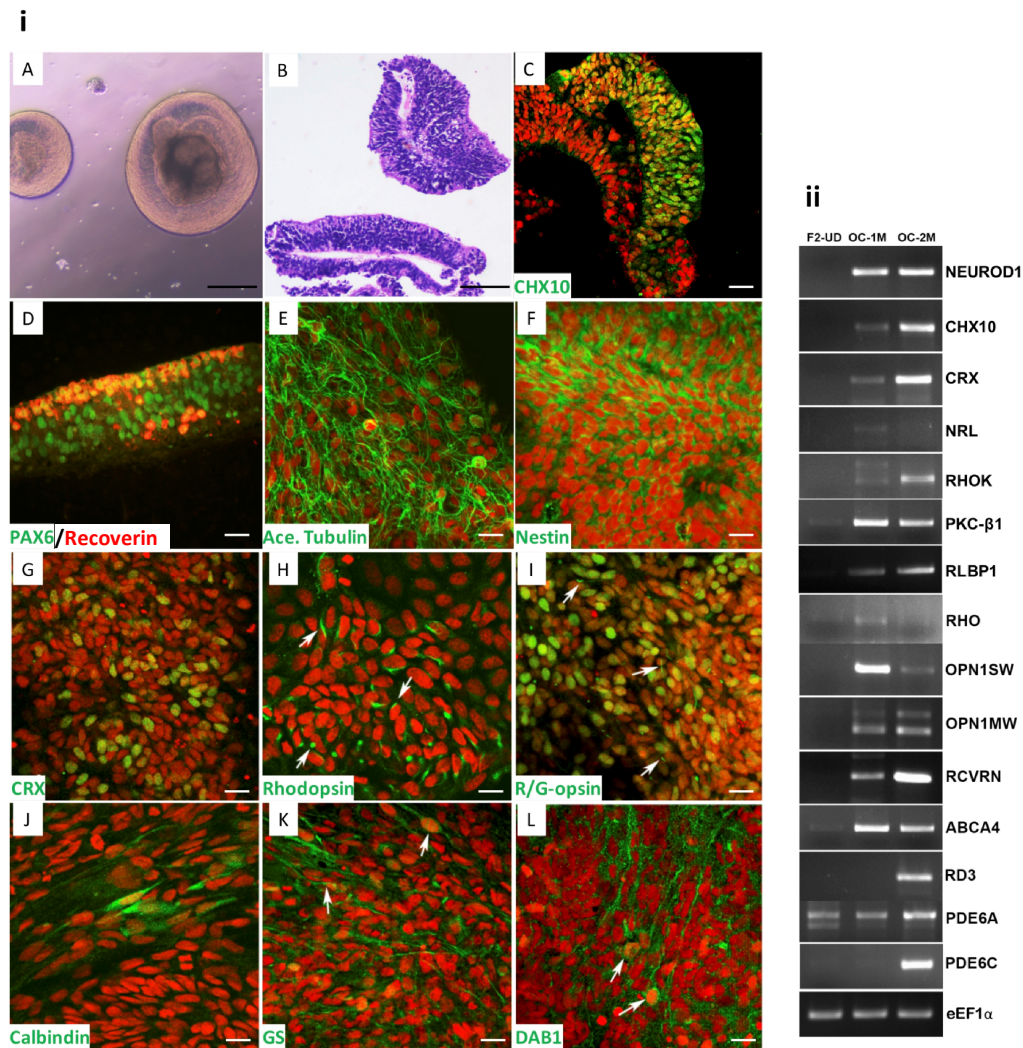 i
A
B
C
CHX10
D
E
F
PAX6/Recoverin
Ace. Tubulin
Nestin
G
H
I
CRX
Rhodopsin
R/G-opsin
J
K
L
Calbindin
GS
DAB1
ii
F2-UD OC-1M OC-2M
NEUROD1
CHX10
CRX
NRL
RHOK
PKC-β1
RLBP1
RHO
OPN1SW
OPN1MW
RCVRN
ABCA4
RD3
PDE6A
PDE6C
eEF1α